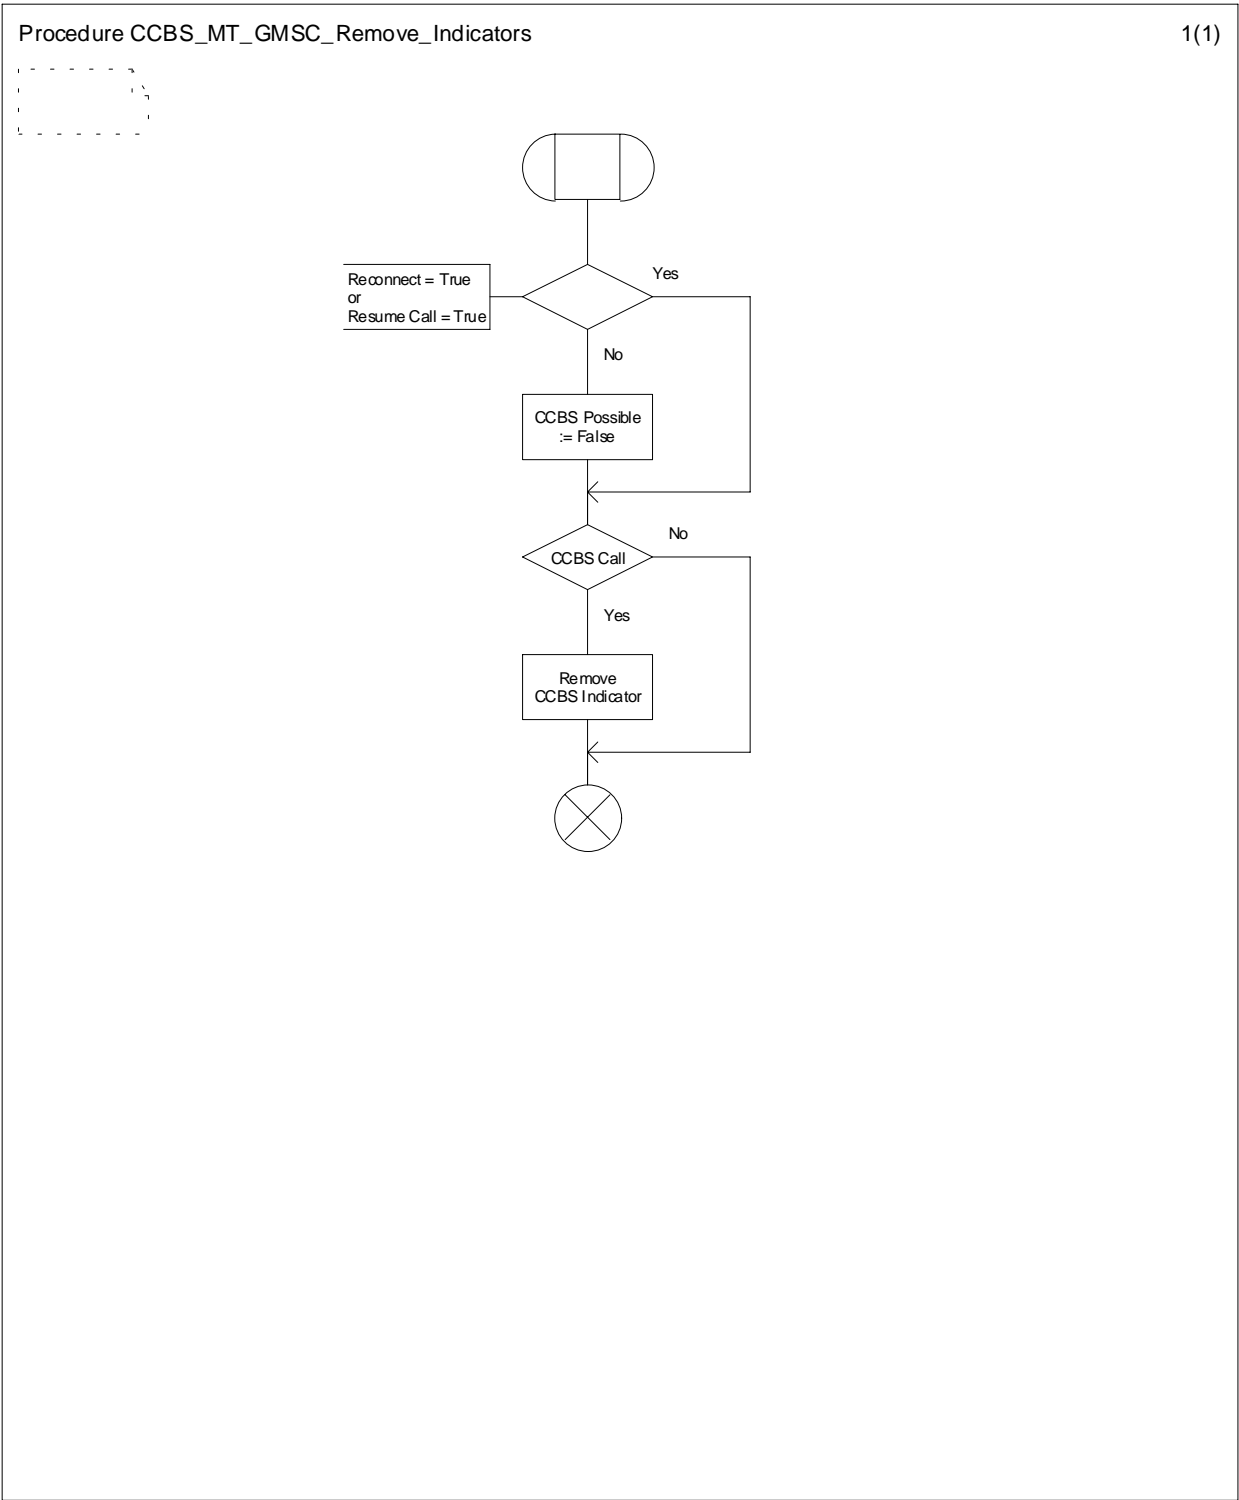 Procedure CCBS_MT_GMSC_Remove_Indicators
1(1)
Reconnect = True
or
Resume Call = True
Yes
No
CCBS Possible
:= False
CCBS Call
No
Yes
Remove
CCBS Indicator